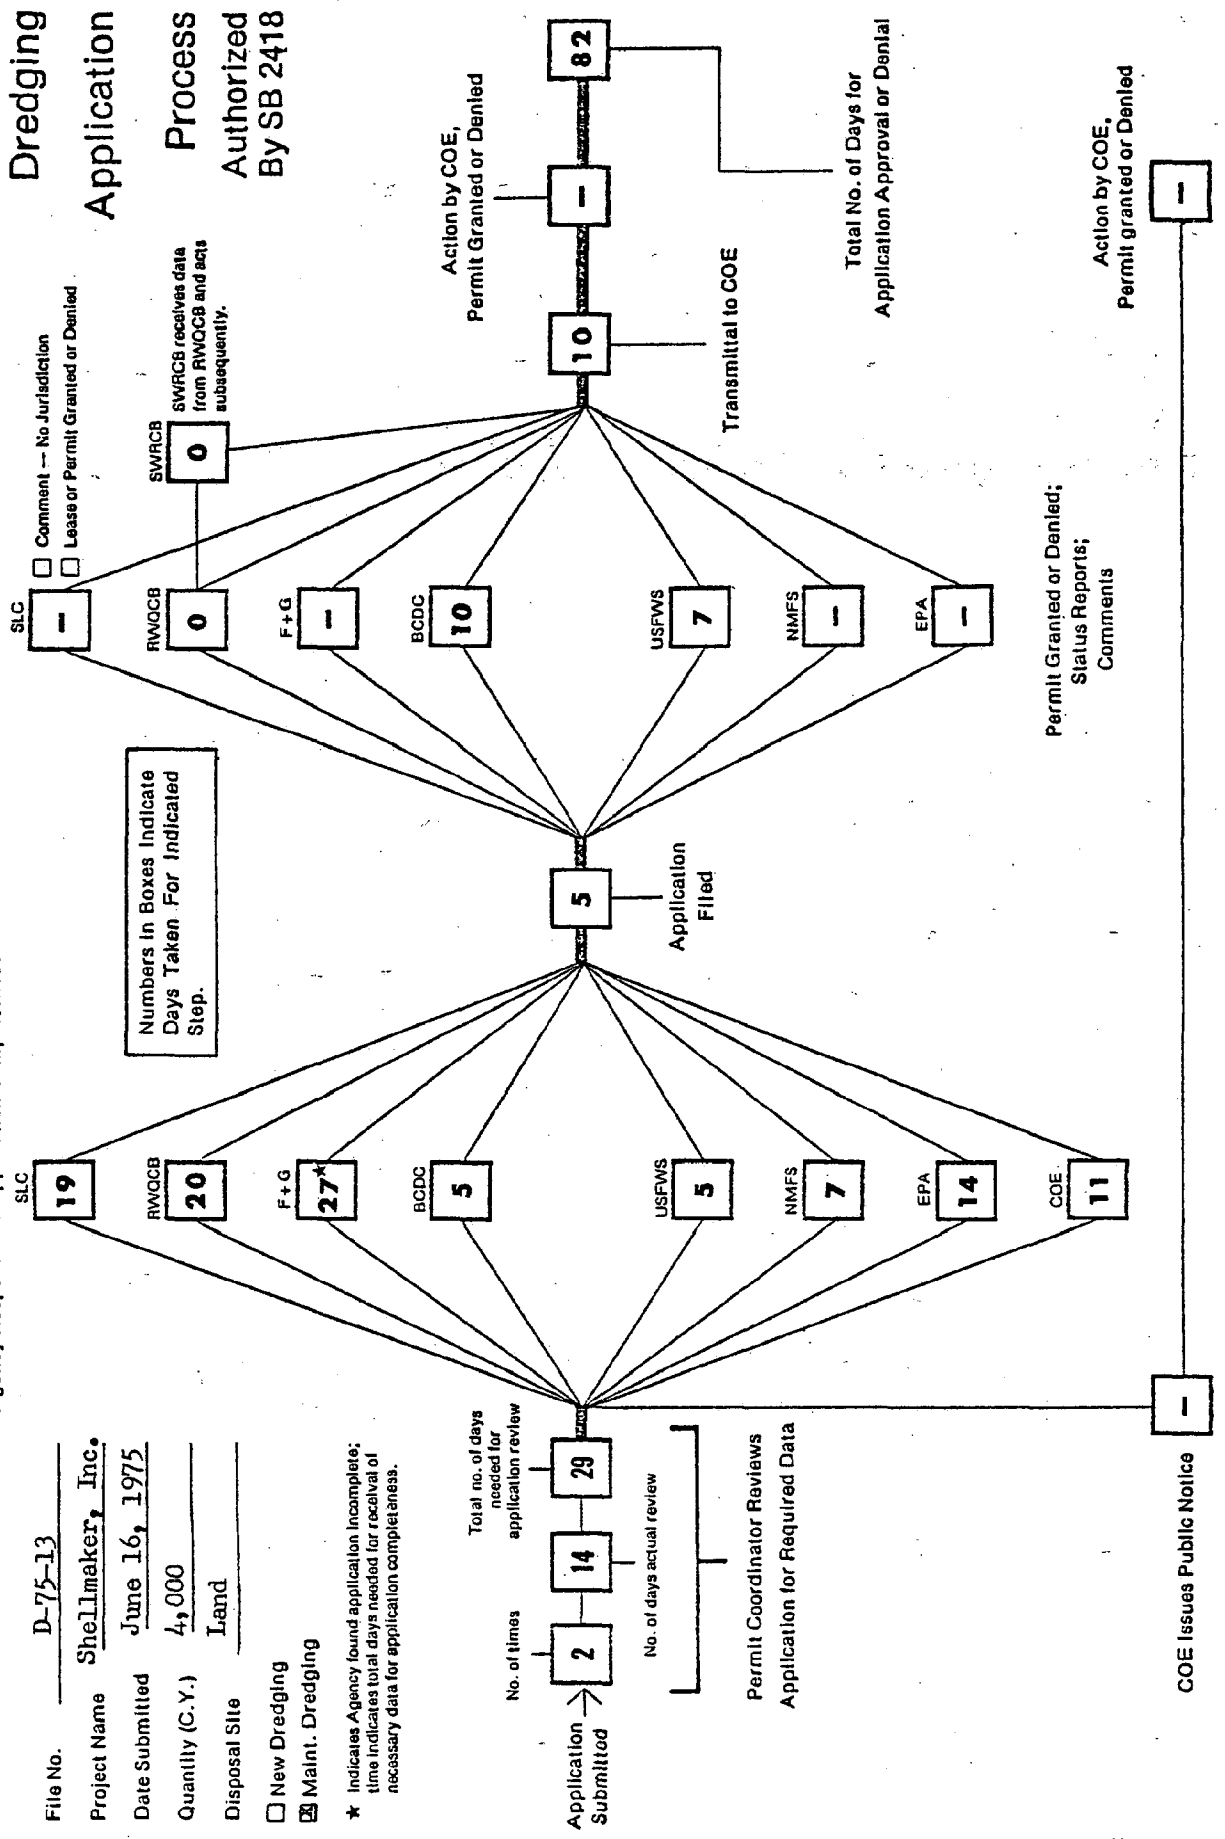 Dredging
Application
Process
Authorized
By SB 2418
File No. D-75-13
Project Name Shellmaker, Inc.
Date Submitted June 16, 1975
Quantity (C.Y.) 4,000
Disposal Site Land
☐ New Dredging
☒ Maint. Dredging
★ Indicates Agency found application incomplete;
time indicates total days needed for receival of
necessary data for application completeness.
Numbers In Boxes Indicate
Days Taken For Indicated
Step.
Application
Submitted
No. of times
2
14
No. of days actual review
Total no. of days
needed for
application review
29
Permit Coordinator Reviews
Application for Required Data
SLC
19
RWQCB
20
F+G
27★
BCDC
5
USFWS
5
NMFS
7
EPA
14
COE
11
5
Application
Filed
SLC
–
☐ Comment -- No Jurisdiction
☐ Lease or Permit Granted or Denied
RWQCB
0
SWRCB
0
SWRCB receives data
from RWQCB and acts
subsequently.
F+G
–
BCDC
10
USFWS
7
NMFS
–
EPA
–
Permit Granted or Denied;
Status Reports;
Comments
10
Transmittal to COE
Action by COE,
Permit Granted or Denied
–
82
Total No. of Days for
Application Approval or Denial
COE Issues Public Notice
–
Action by COE,
Permit granted or Denied
–